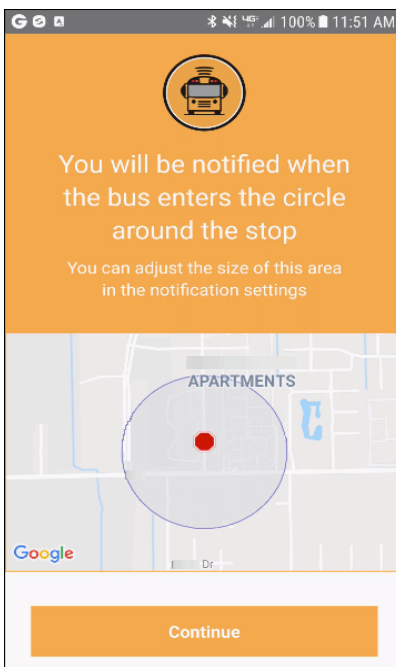 4G 100% 11:51 AM
You will be notified when
the bus enters the circle
around the stop
You can adjust the size of this area
in the notification settings
APARTMENTS
Google
Dr
Continue